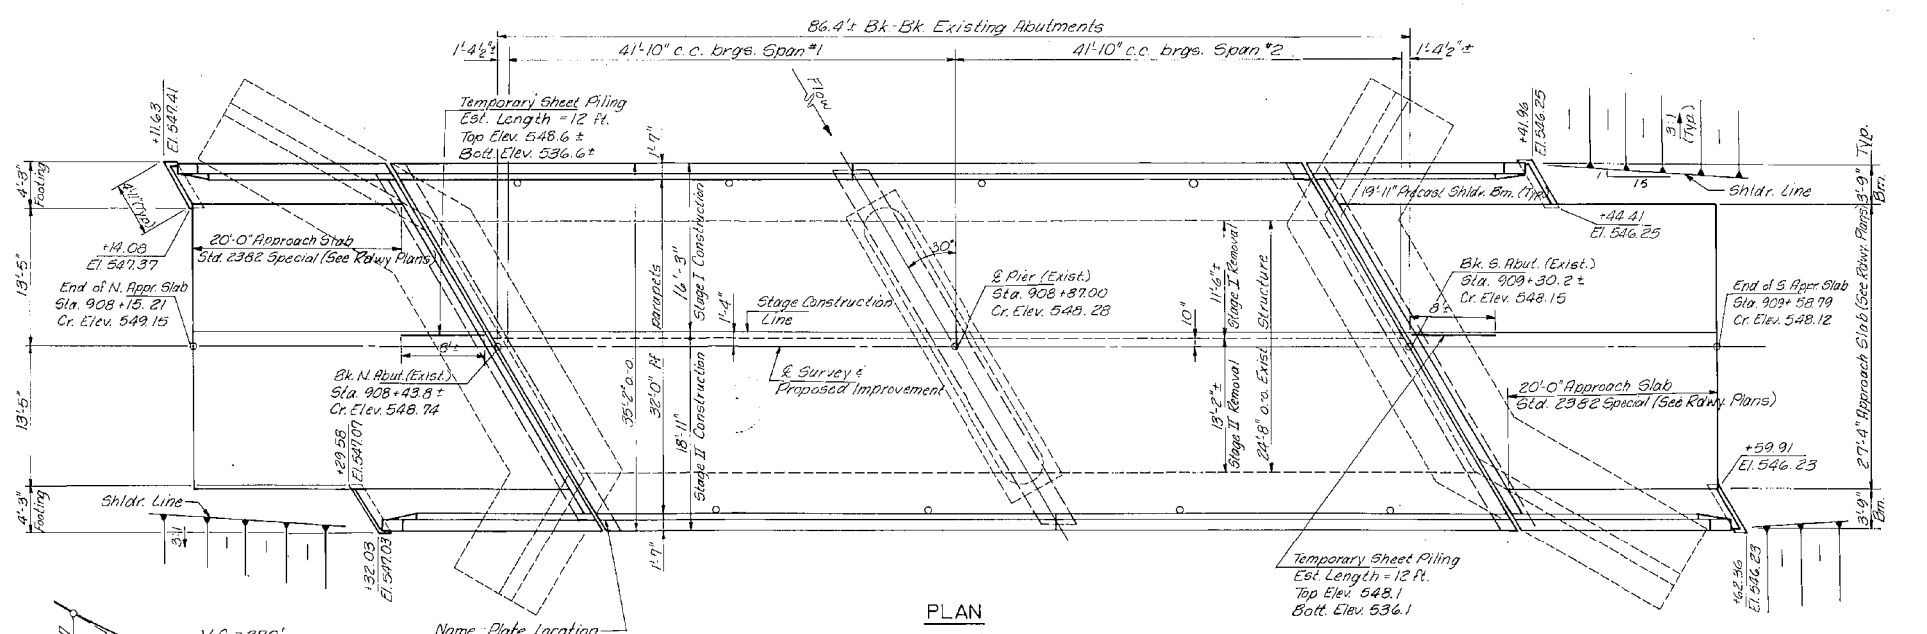 86.4'± Bk.-Bk. Existing Abutments
1'-4½"±
41'-10" c.c. brgs. Span #1
41'-10" c.c. brgs. Span #2
1'-4½"±
Flow
+11.63
El. 547.41
Temporary Sheet Piling
Est. Length = 12 ft.
Top Elev. 548.6 ±
Bott. Elev. 536.6 ±
1'-7"
+41.96
El. 546.25
3:1
(Typ.)
15
1
Shldr. Line
3'-9" Typ.
Bm.
4'-3"
Footing
4'-11" (Typ.)
19'-11" Precast Shldr. Bm. (Typ.)
+44.41
El. 546.25
+14.08
El. 547.37
20'-0" Approach Slab
Std. 2382 Special (See Rdwy Plans)
30°
13'-5"
End of N. Appr. Slab
Sta. 908+15.21
Cr. Elev. 549.15
16'-3"
Stage I Construction
1'-4"
Stage Construction
Line
℄ Pier (Exist.)
Sta. 908+87.00
Cr. Elev. 548.28
10"
11'-6"±
Stage I Removal
Bk. S. Abut. (Exist.)
Sta. 909+30.2 ±
Cr. Elev. 548.15
8'±
End of S. Appr. Slab
Sta. 909+58.79
Cr. Elev. 548.12
8'±
Bk. N. Abut. (Exist.)
Sta. 908+43.8 ±
Cr. Elev. 548.74
℄ Survey &
Proposed Improvement
35'-2" o.o.
32'-0" ff parapets
18'-11"
Stage II Construction
13'-2"±
Stage II Removal
24'-8" o.o. Exist. Structure
20'-0" Approach Slab
Std. 2382 Special (See Rdwy. Plans)
27'-4" Approach Slab (See Rdwy. Plans)
13'-5"
+29.58
El. 547.07
+59.91
El. 546.23
4'-3"
Footing
Shldr. Line
3:1
+32.03
El. 547.03
1'-7"
3'-9"
Bm.
Temporary Sheet Piling
Est. Length = 12 ft.
Top Elev. 548.1
Bott. Elev. 536.1
+62.36
El. 546.23
PLAN
Name Plate Location